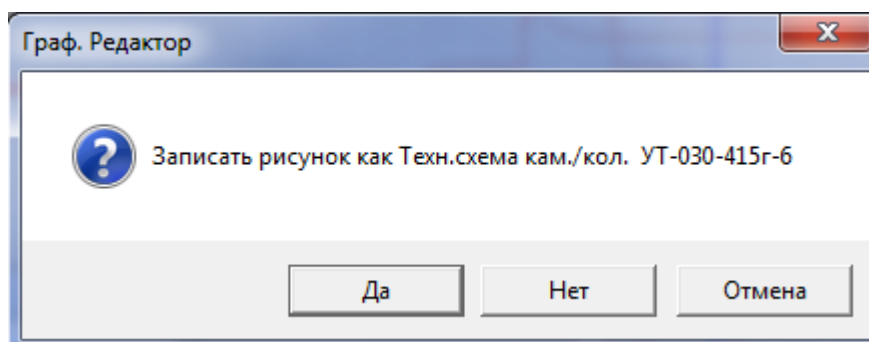 Граф. Редактор
Записать рисунок как Техн.схема кам./кол. УТ-030-415г-6
Да Нет Отмена